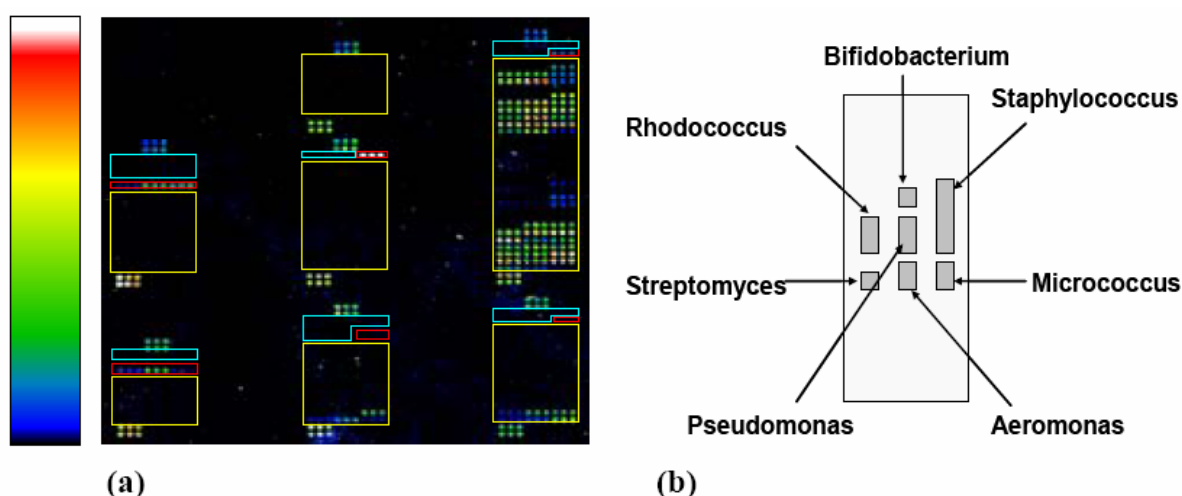 Bifidobacterium
Staphylococcus
Rhodococcus
Streptomyces
Micrococcus
Pseudomonas
Aeromonas
(a)
(b)